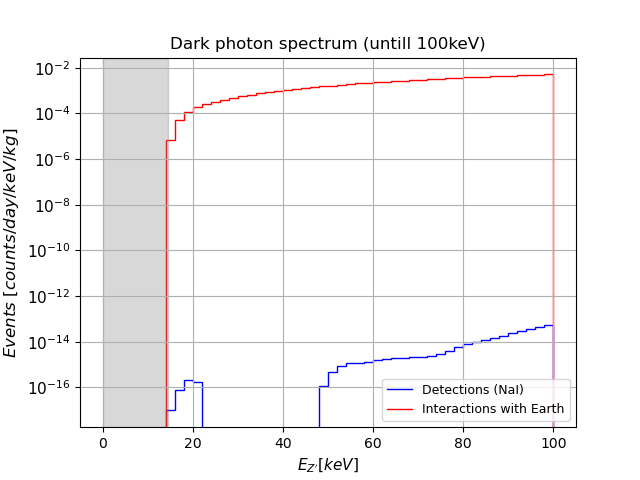 Dark photon spectrum (untill 100keV)
Events [counts/day/keV/kg]
10⁻²
10⁻⁴
10⁻⁶
10⁻⁸
10⁻¹⁰
10⁻¹²
10⁻¹⁴
10⁻¹⁶
Detections (NaI)
Interactions with Earth
0 20 40 60 80 100
E_Z' [keV]